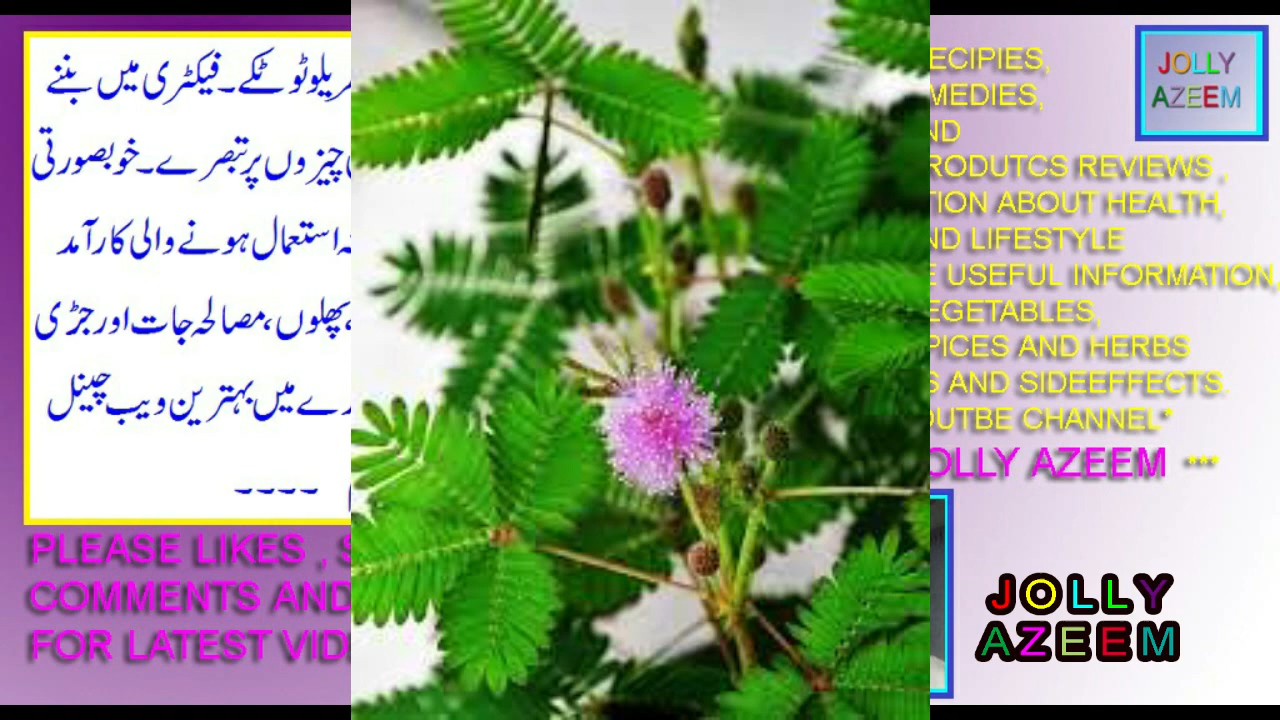 ٹوٹکے۔ فیکٹری میں بننے
چیزوں پر تبصرے۔ خوبصورتی
استعمال ہونے والی کارآمد
پھلوں، مصالحہ جات اور جڑی
میں بہترین ویب چینل
۔۔۔۔
PLEASE LIKES , S
COMMENTS AND
FOR LATEST VID
ECIPIES,
MEDIES,
ND
RODUTCS REVIEWS ,
TION ABOUT HEALTH,
ND LIFESTYLE
E USEFUL INFORMATION,
EGETABLES,
PICES AND HERBS
S AND SIDEEFFECTS.
OUTBE CHANNEL*
OLLY AZEEM ***
JOLLY
AZEEM
JOLLY
AZEEM